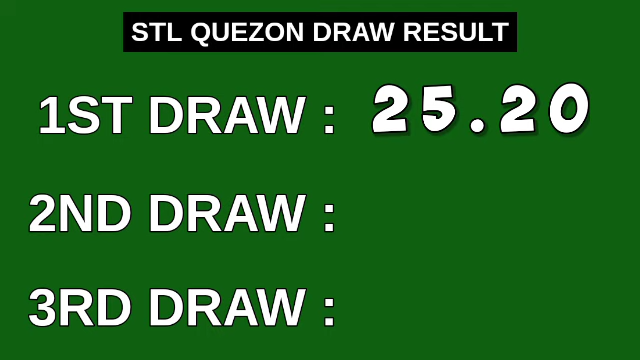 STL QUEZON DRAW RESULT
1ST DRAW : 25.20
2ND DRAW :
3RD DRAW :